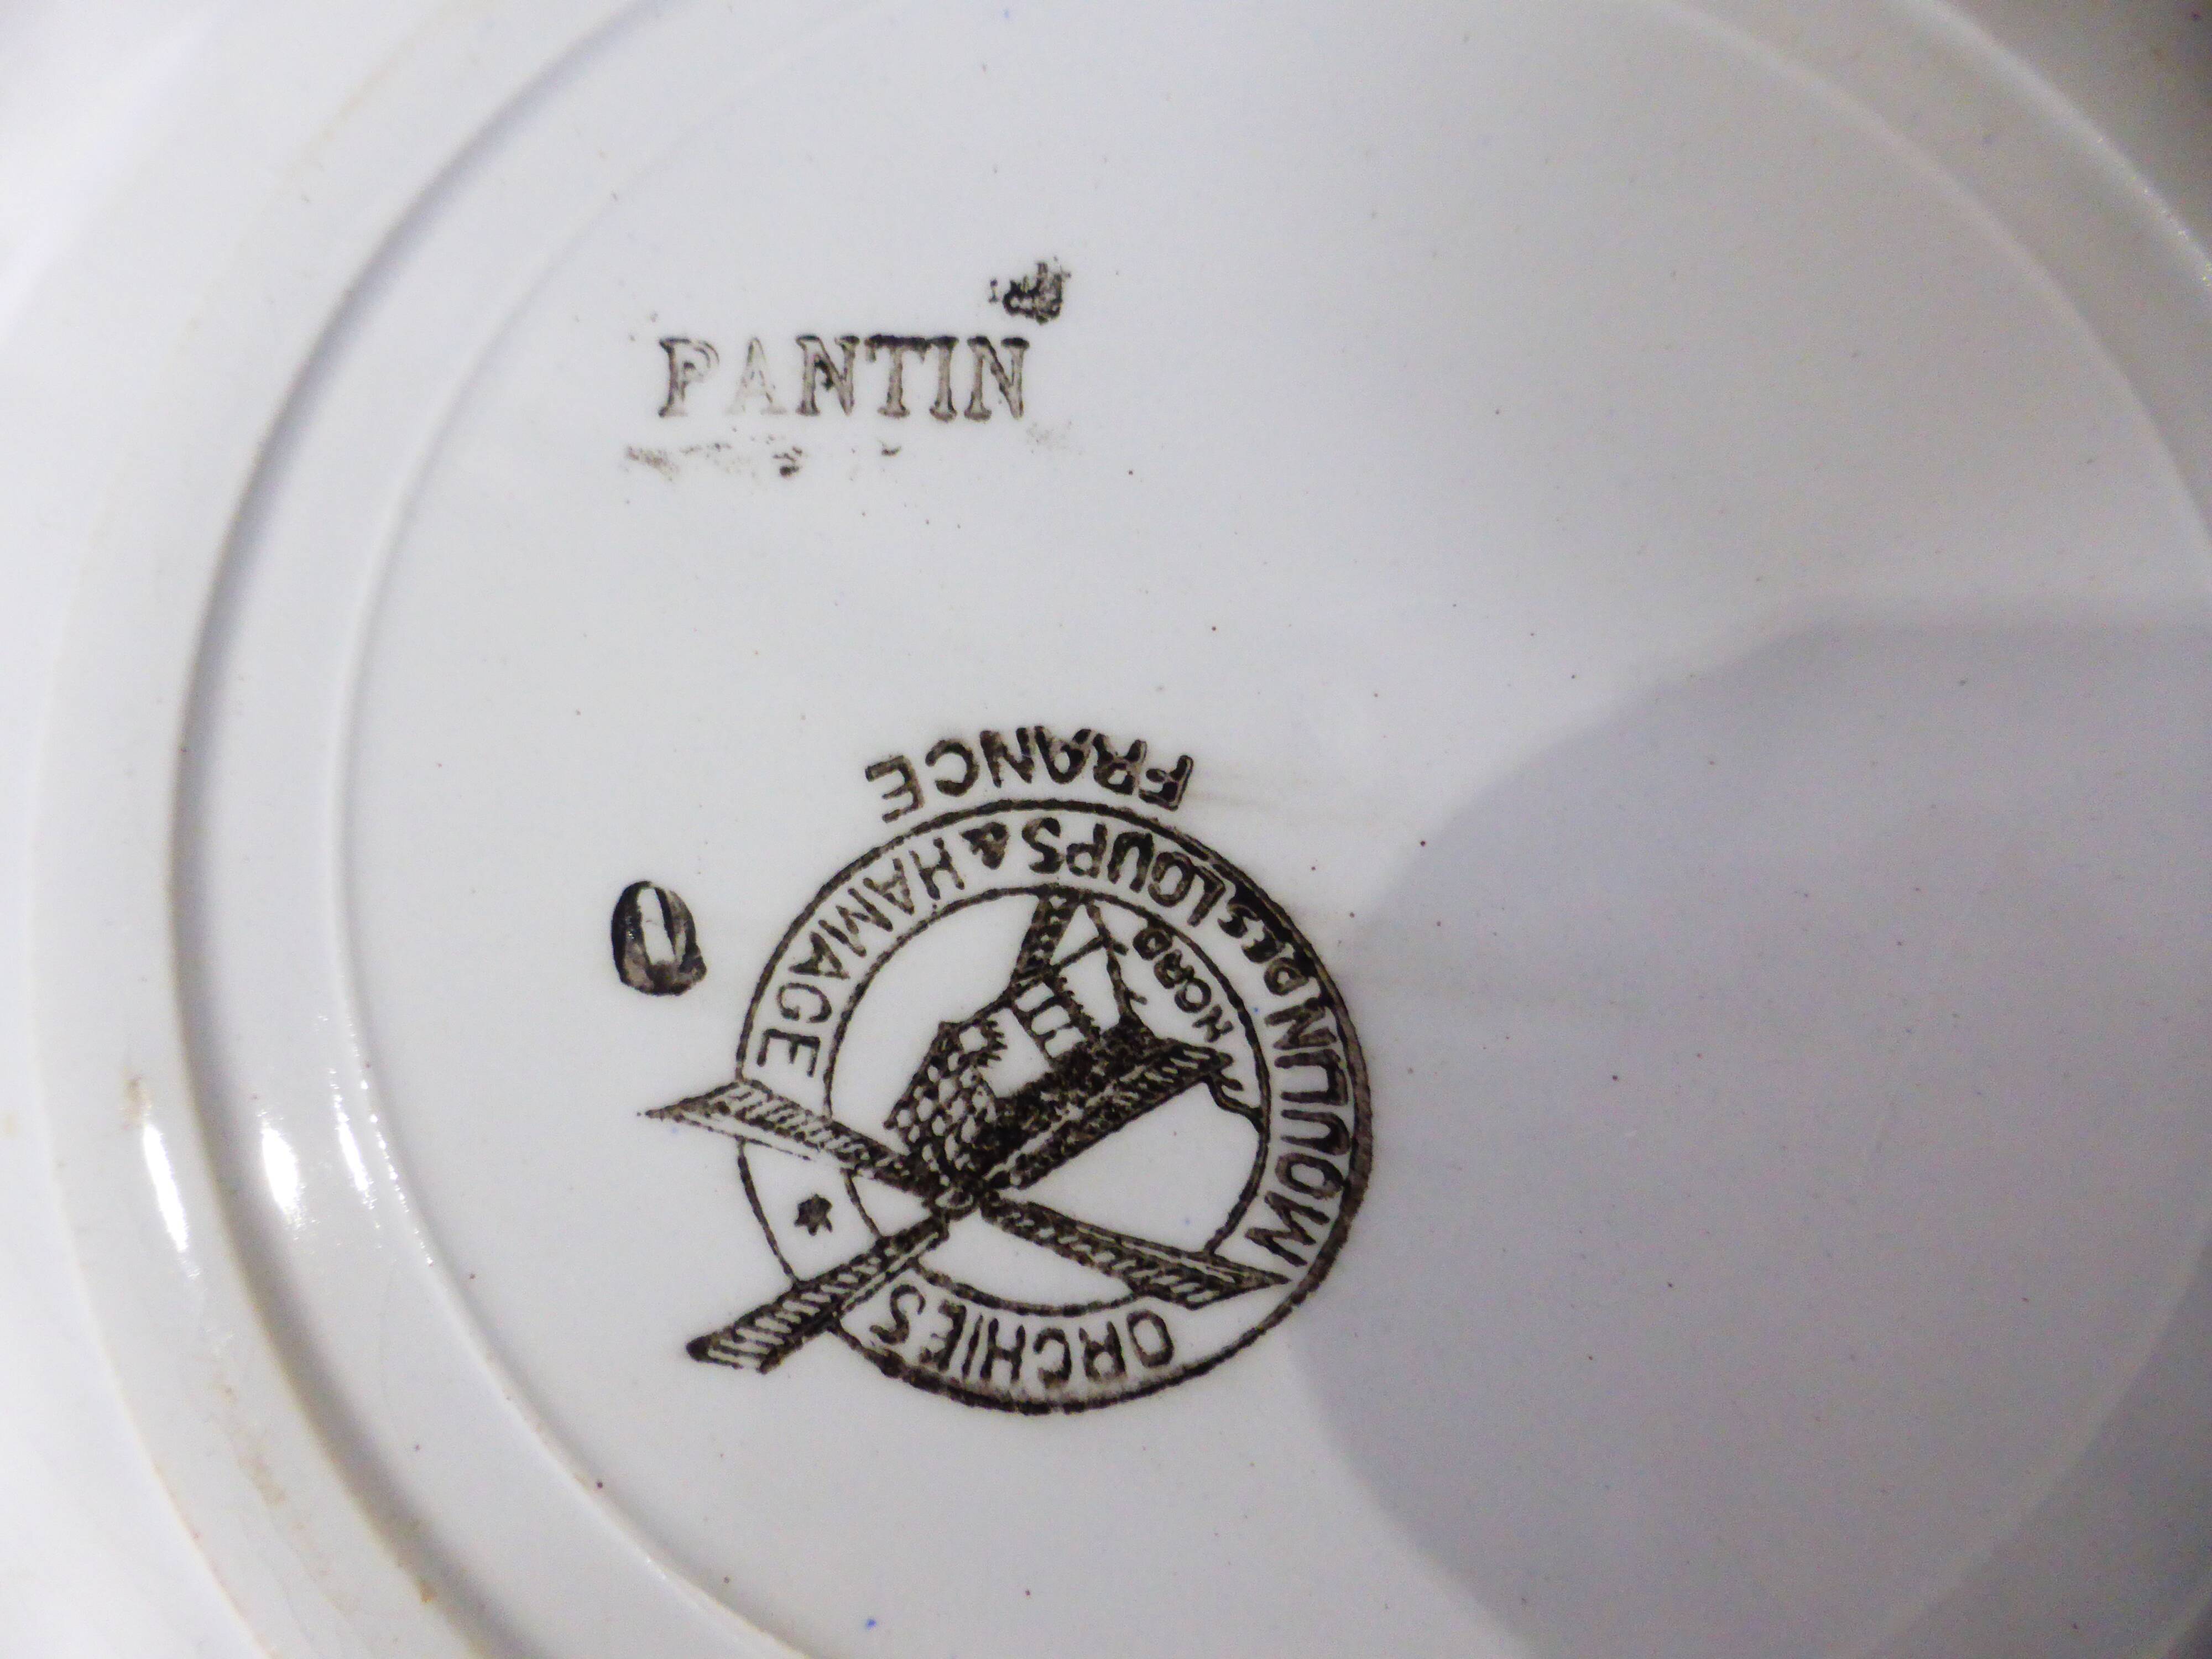 PANTIN
FRANCE
MOULIN DES LOUPS & HAMAGE
NORD
ORCHIES